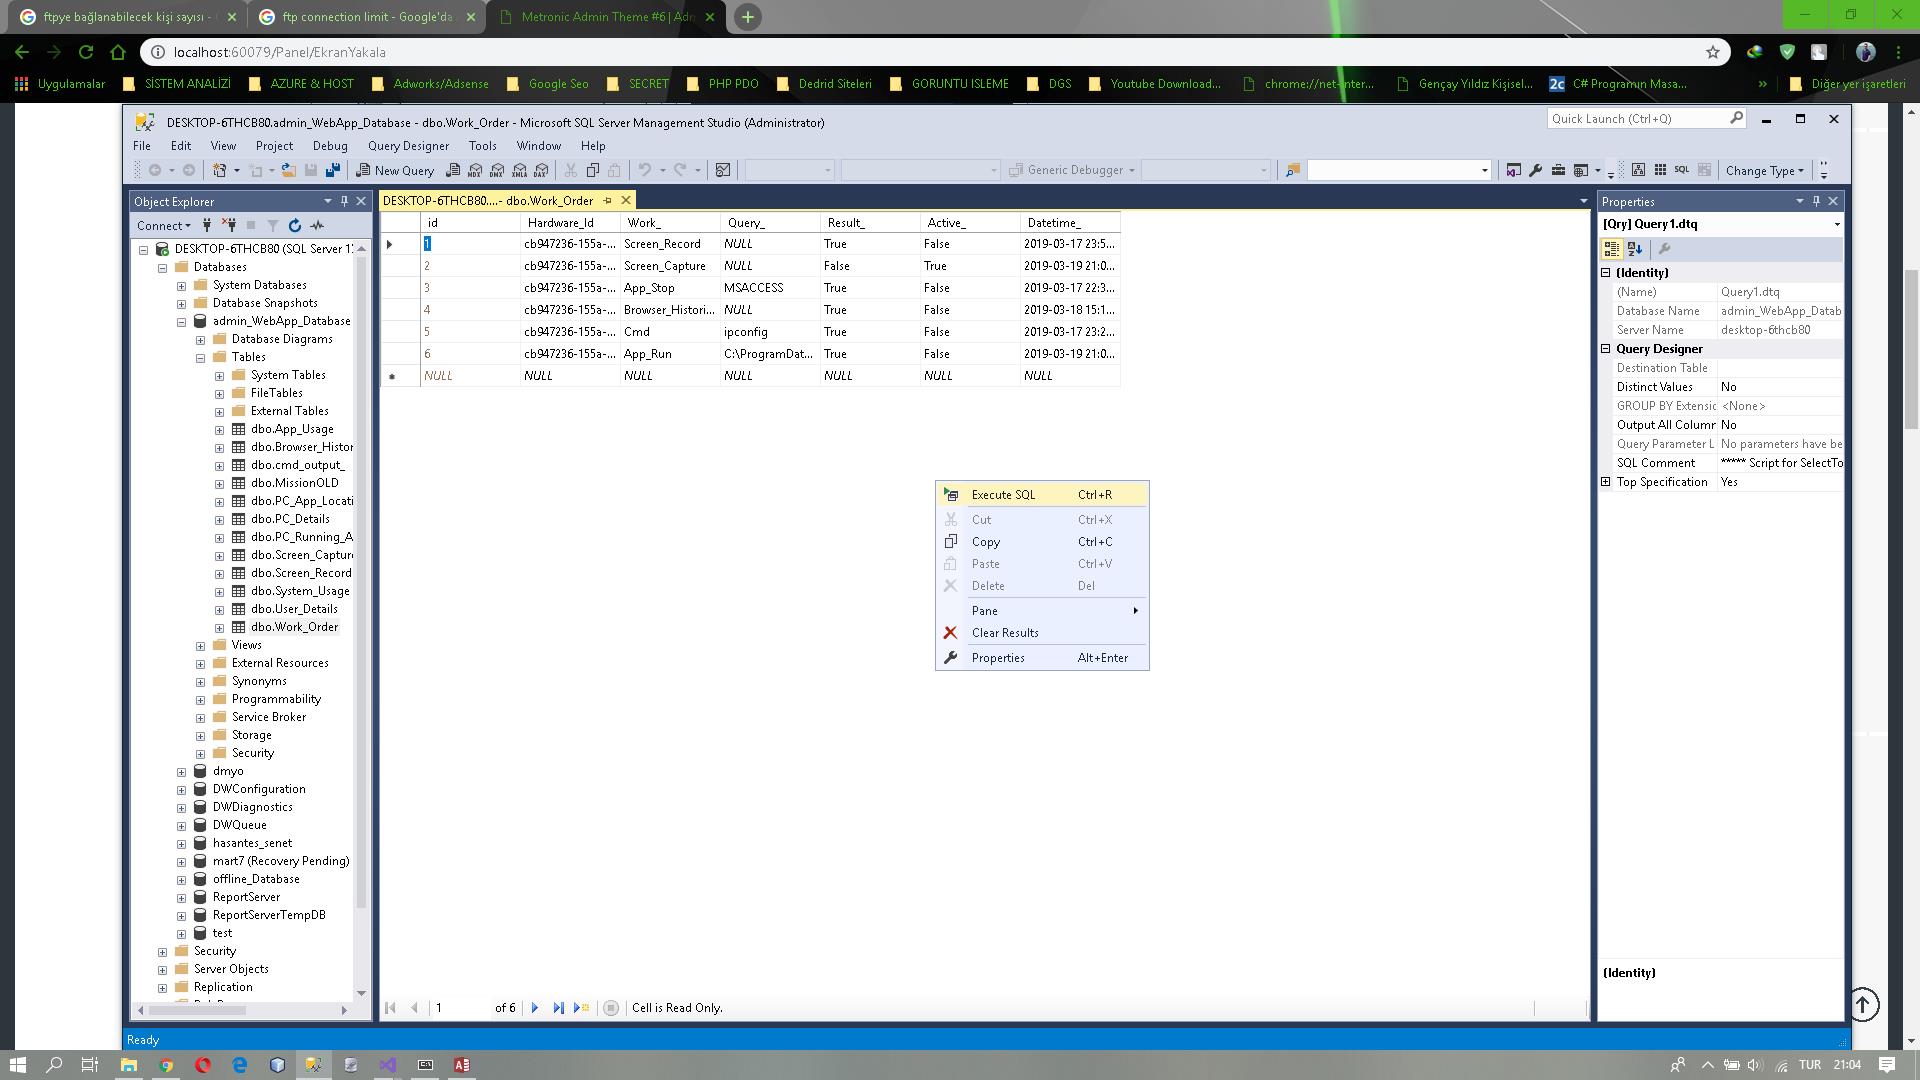 ftpye bağlanabilecek kişi sayısı -
ftp connection limit - Google'da
Metronic Admin Theme #6 | Adn
localhost:60079/Panel/EkranYakala
Uygulamalar
SİSTEM ANALİZİ
AZURE & HOST
Adworks/Adsense
Google Seo
SECRET
PHP PDO
Dedrid Siteleri
GORUNTU ISLEME
DGS
Youtube Download...
chrome://net-inter...
Gençay Yıldız Kişisel...
2c C# Programın Masa...
»
Diğer yer işaretleri
DESKTOP-6THCB80.admin_WebApp_Database - dbo.Work_Order - Microsoft SQL Server Management Studio (Administrator)
Quick Launch (Ctrl+Q)
File Edit View Project Debug Query Designer Tools Window Help
New Query
MDX DMX XMLA DAX
Generic Debugger
SQL
Change Type
Object Explorer
DESKTOP-6THCB80....- dbo.Work_Order
Properties
Connect
[Qry] Query1.dtq
DESKTOP-6THCB80 (SQL Server 1
Databases
System Databases
Database Snapshots
admin_WebApp_Database
Database Diagrams
Tables
System Tables
FileTables
External Tables
dbo.App_Usage
dbo.Browser_Histor
dbo.cmd_output_
dbo.MissionOLD
dbo.PC_App_Locati
dbo.PC_Details
dbo.PC_Running_A
dbo.Screen_Capture
dbo.Screen_Record
dbo.System_Usage
dbo.User_Details
dbo.Work_Order
Views
External Resources
Synonyms
Programmability
Service Broker
Storage
Security
dmyo
DWConfiguration
DWDiagnostics
DWQueue
hasantes_senet
mart7 (Recovery Pending)
offline_Database
ReportServer
ReportServerTempDB
test
Security
Server Objects
Replication
id Hardware_Id Work_ Query_ Result_ Active_ Datetime_
1 cb947236-155a-... Screen_Record NULL True False 2019-03-17 23:5...
2 cb947236-155a-... Screen_Capture NULL False True 2019-03-19 21:0...
3 cb947236-155a-... App_Stop MSACCESS True False 2019-03-17 22:3...
4 cb947236-155a-... Browser_Histori... NULL True False 2019-03-18 15:1...
5 cb947236-155a-... Cmd ipconfig True False 2019-03-17 23:2...
6 cb947236-155a-... App_Run C:\ProgramDat... True False 2019-03-19 21:0...
NULL NULL NULL NULL NULL NULL NULL
Execute SQL Ctrl+R
Cut Ctrl+X
Copy Ctrl+C
Paste Ctrl+V
Delete Del
Pane
Clear Results
Properties Alt+Enter
(Identity)
(Name) Query1.dtq
Database Name admin_WebApp_Datab
Server Name desktop-6thcb80
Query Designer
Destination Table
Distinct Values No
GROUP BY Extensic <None>
Output All Columr No
Query Parameter L No parameters have be
SQL Comment ***** Script for SelectTo
Top Specification Yes
(Identity)
1 of 6 Cell is Read Only.
Ready
TUR 21:04